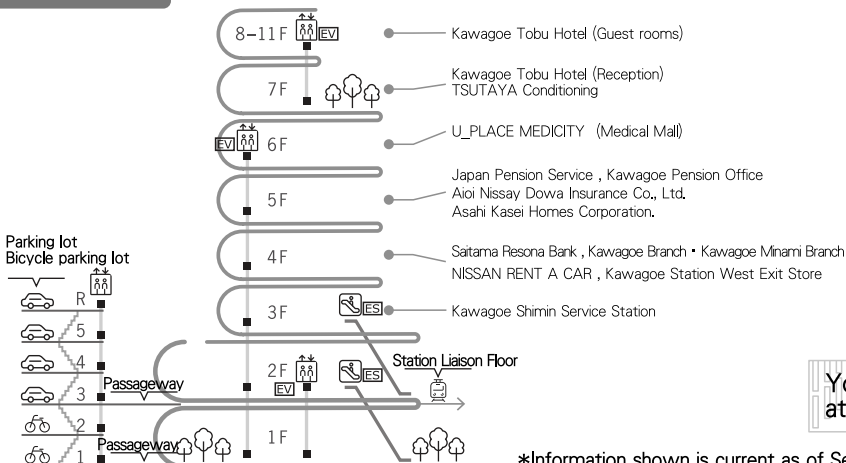 8-11F EV
Kawagoe Tobu Hotel (Guest rooms)
7F
Kawagoe Tobu Hotel (Reception)
TSUTAYA Conditioning
EV 6F
U_PLACE MEDICITY (Medical Mall)
5F
Japan Pension Service , Kawagoe Pension Office
Aioi Nissay Dowa Insurance Co., Ltd.
Asahi Kasei Homes Corporation.
4F
Saitama Resona Bank , Kawagoe Branch・Kawagoe Minami Branch
NISSAN RENT A CAR , Kawagoe Station West Exit Store
3F ES
Kawagoe Shimin Service Station
2F EV ES
Station Liaison Floor
1F
Parking lot
Bicycle parking lot
R
5
4
3 Passageway
2
1 Passageway
at
*Information shown is current as of